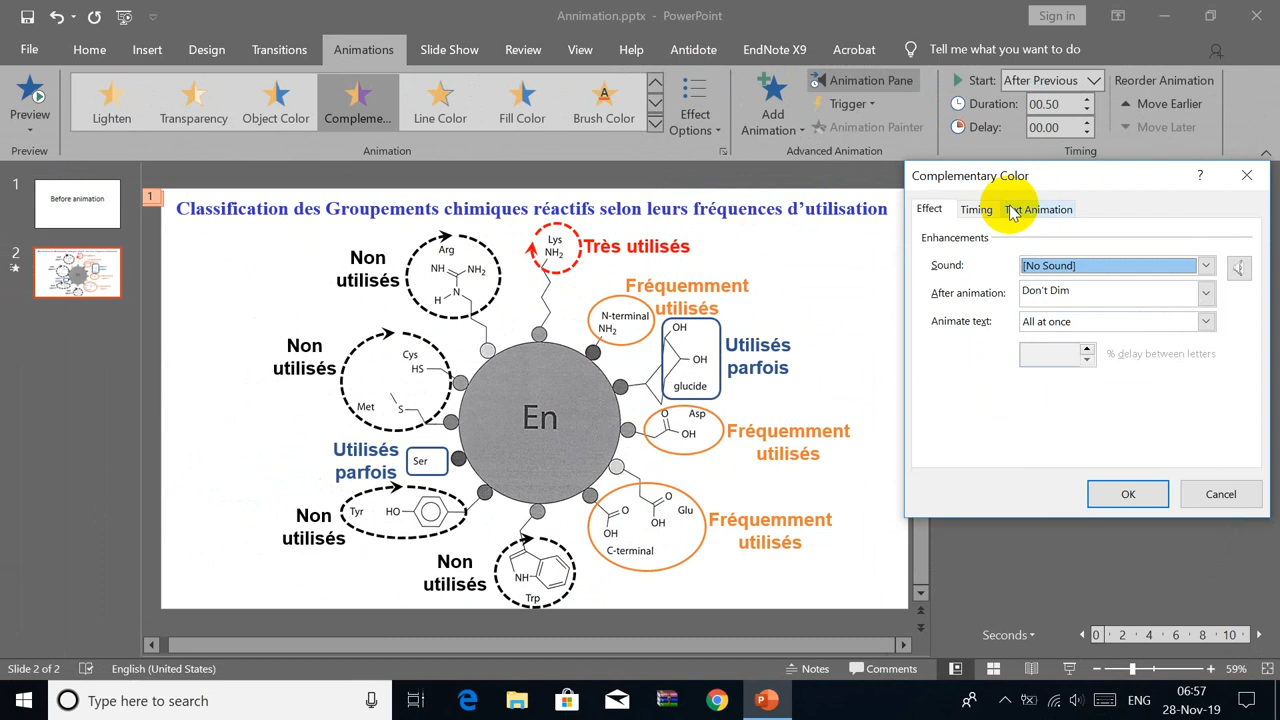 Annimation.pptx - PowerPoint
Sign in
File Home Insert Design Transitions Animations Slide Show Review View Help Antidote EndNote X9 Acrobat Tell me what you want to do
Preview
Preview
Lighten Transparency Object Color Compleme... Line Color Fill Color Brush Color
Animation
Effect
Options
Add
Animation
Animation Pane
Trigger
Animation Painter
Advanced Animation
Start: After Previous
Duration: 00.50
Delay: 00.00
Timing
Reorder Animation
Move Earlier
Move Later
1
Before animation
2
1
Classification des Groupements chimiques réactifs selon leurs fréquences d’utilisation
Non
utilisés
Arg
NH NH2
N
H
Lys
NH2
Très utilisés
Fréquemment
utilisés
N-terminal
NH2
OH
OH
glucide
Utilisés
parfois
Non
utilisés
Cys
HS
Met
S
En
O
Asp
OH
Fréquemment
utilisés
Utilisés
parfois
Ser
Non
utilisés
Tyr
HO
O
OH
C-terminal
O
OH
Glu
Fréquemment
utilisés
Non
utilisés
NH
Trp
Complementary Color
?
Effect Timing
Enhancements
Sound: [No Sound]
After animation: Don't Dim
Animate text: All at once
% delay between letters
OK Cancel
Seconds
0 2 4 6 8 10
Slide 2 of 2 English (United States) Notes Comments 59%
Type here to search
ENG
06:57
28-Nov-19